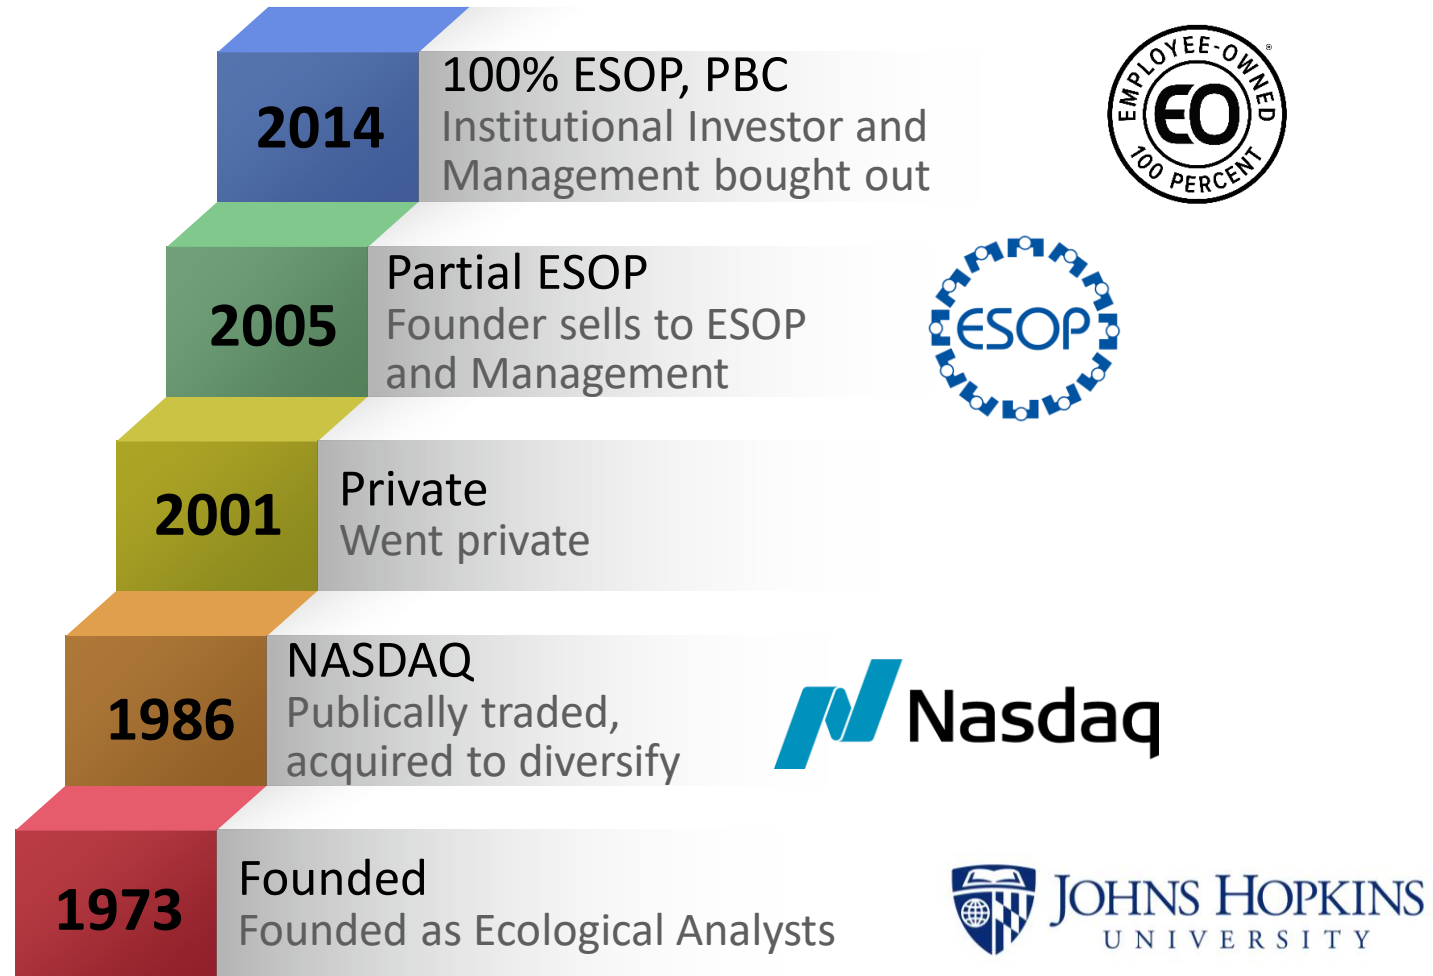 2014
100% ESOP, PBC
Institutional Investor and
Management bought out
EMPLOYEE-OWNED
®
EO
100 PERCENT
2005
Partial ESOP
Founder sells to ESOP
and Management
ESOP
2001
Private
Went private
1986
NASDAQ
Publically traded,
acquired to diversify
Nasdaq
1973
Founded
Founded as Ecological Analysts
JOHNS HOPKINS
UNIVERSITY